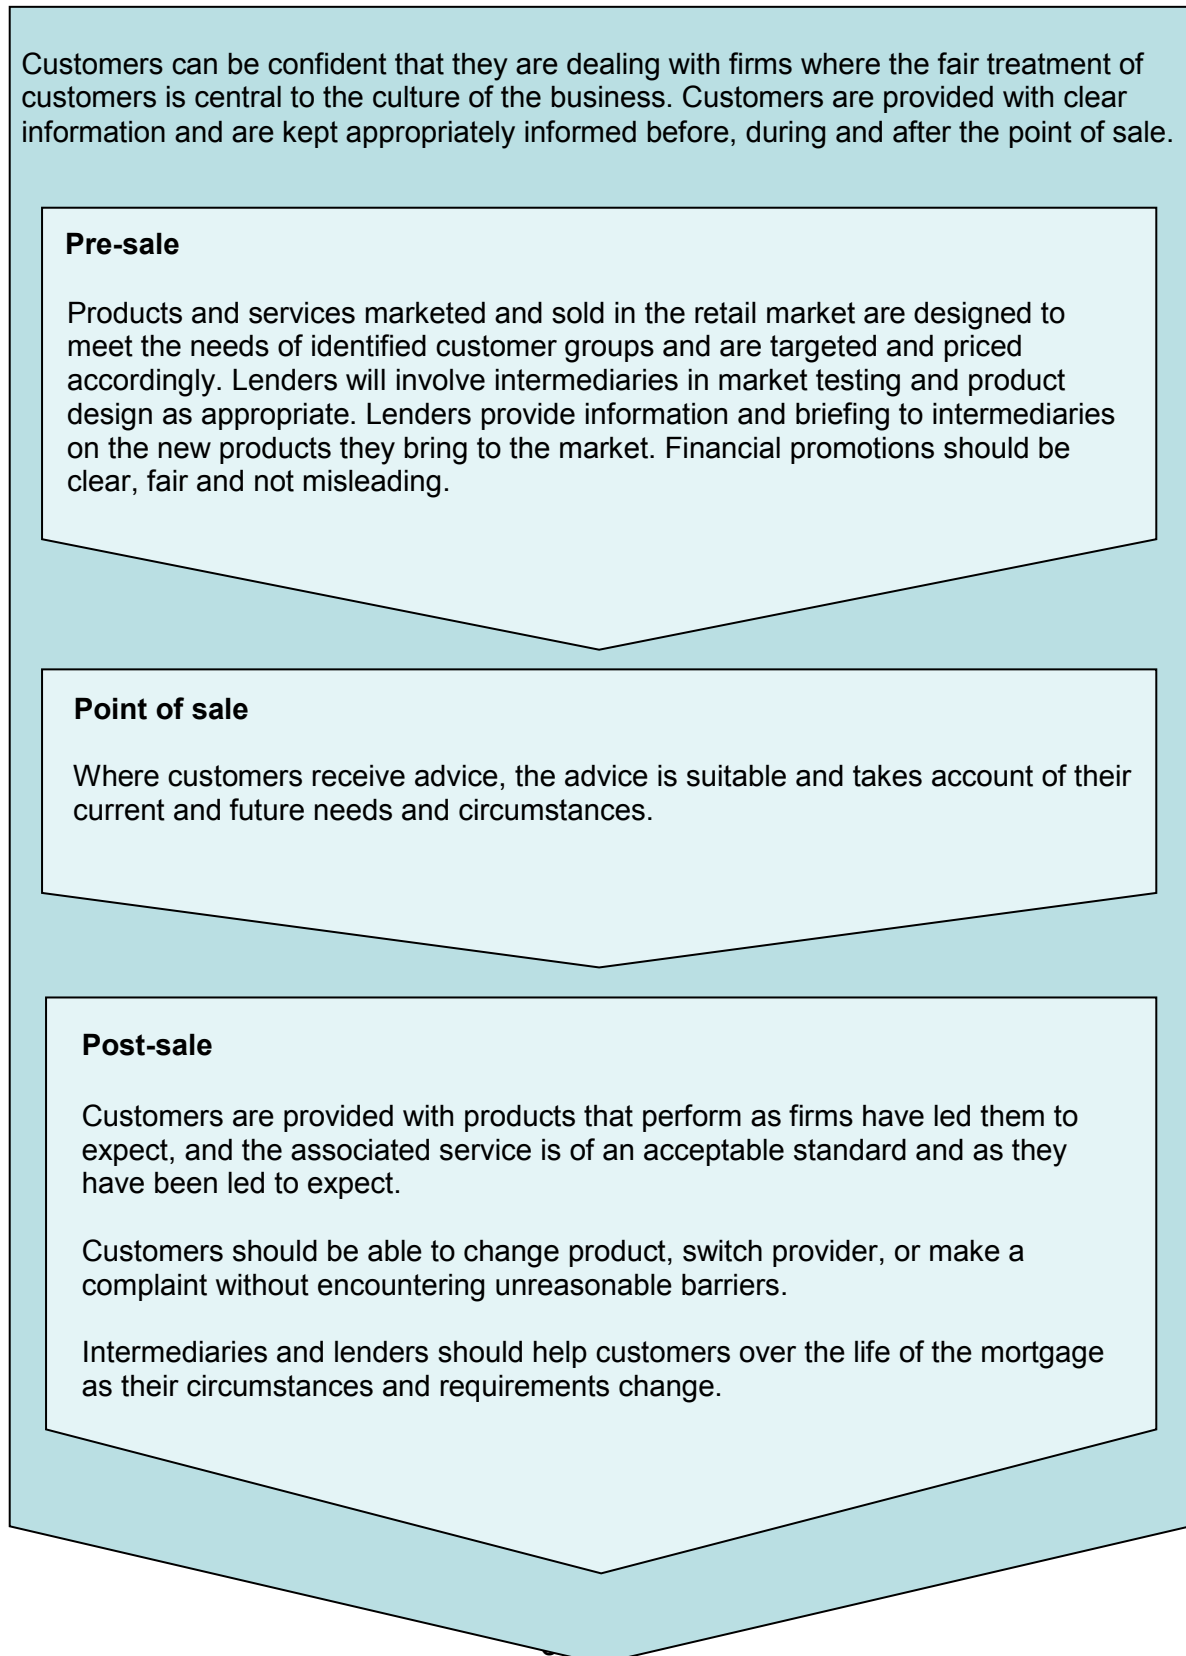 Customers can be confident that they are dealing with firms where the fair treatment of
customers is central to the culture of the business. Customers are provided with clear
information and are kept appropriately informed before, during and after the point of sale.
Pre-sale
Products and services marketed and sold in the retail market are designed to
meet the needs of identified customer groups and are targeted and priced
accordingly. Lenders will involve intermediaries in market testing and product
design as appropriate. Lenders provide information and briefing to intermediaries
on the new products they bring to the market. Financial promotions should be
clear, fair and not misleading.
Point of sale
Where customers receive advice, the advice is suitable and takes account of their
current and future needs and circumstances.
Post-sale
Customers are provided with products that perform as firms have led them to
expect, and the associated service is of an acceptable standard and as they
have been led to expect.
Customers should be able to change product, switch provider, or make a
complaint without encountering unreasonable barriers.
Intermediaries and lenders should help customers over the life of the mortgage
as their circumstances and requirements change.